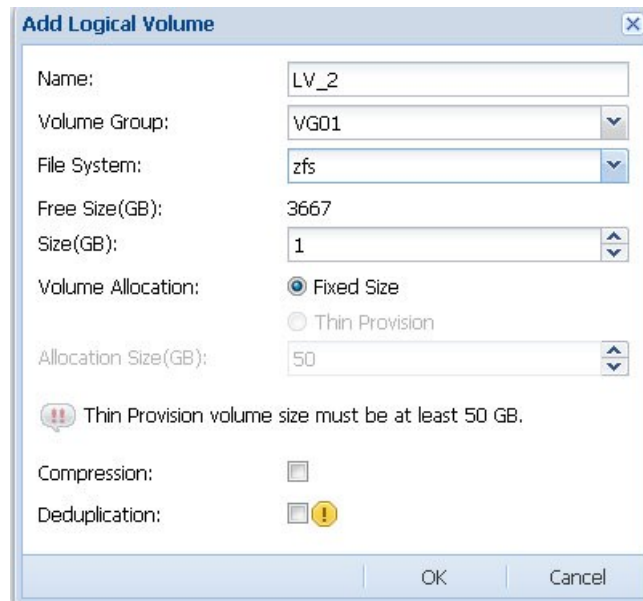 Add Logical Volume
Name: LV_2
Volume Group: VG01
File System: zfs
Free Size(GB): 3667
Size(GB): 1
Volume Allocation: Fixed Size
Thin Provision
Allocation Size(GB): 50
!! Thin Provision volume size must be at least 50 GB.
Compression:
Deduplication: !
OK Cancel